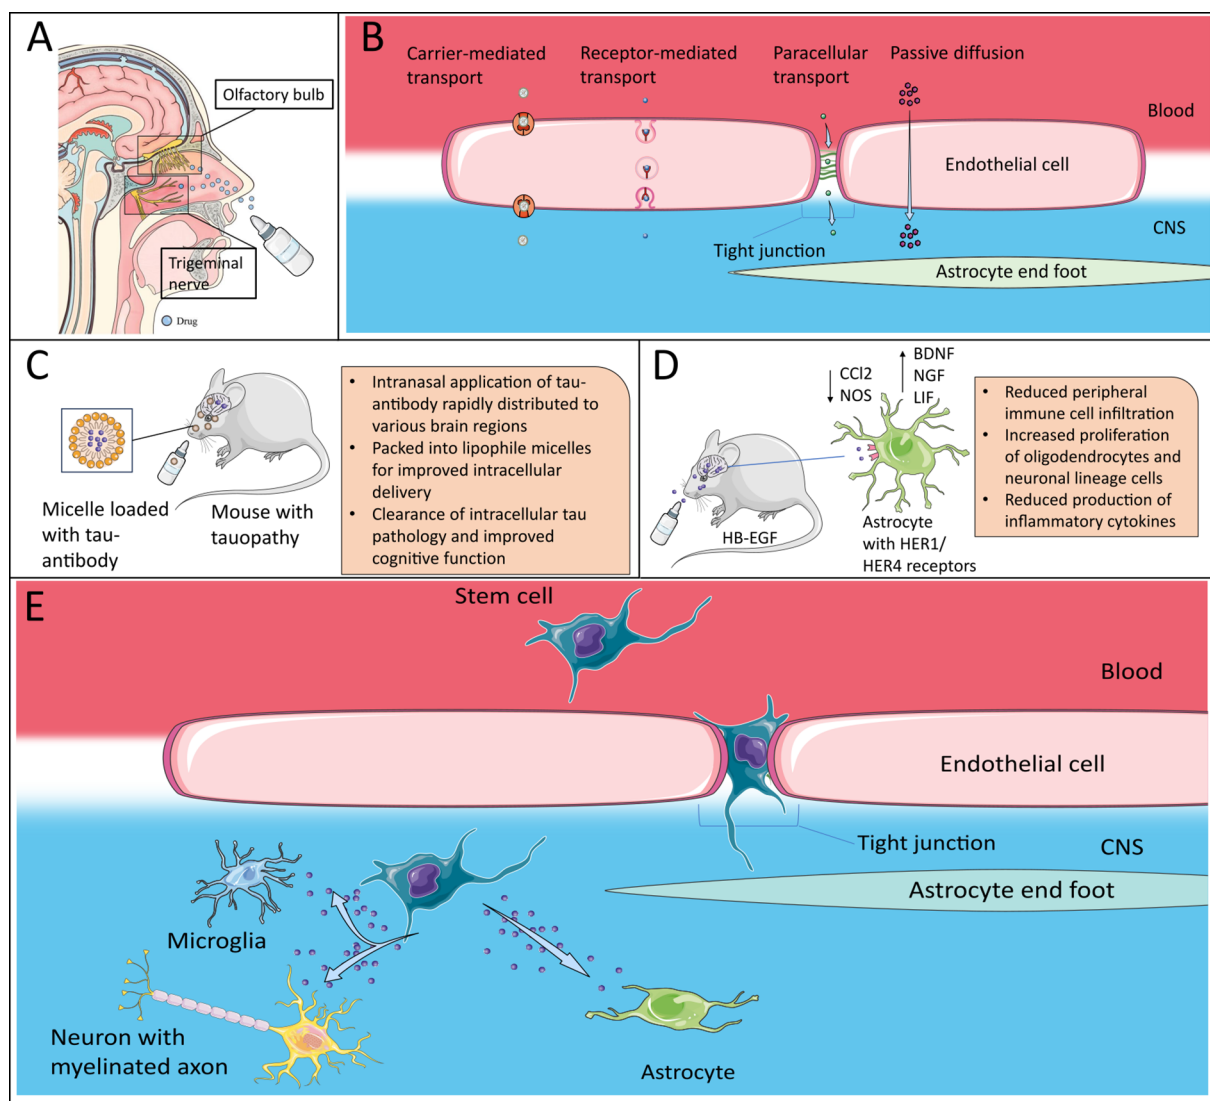 A
Olfactory bulb
Trigeminal
nerve
Drug
B
Carrier-mediated
transport
Receptor-mediated
transport
Paracellular
transport
Passive diffusion
Blood
Endothelial cell
CNS
Tight junction
Astrocyte end foot
C
Micelle loaded
with tau-
antibody
Mouse with
tauopathy
• Intranasal application of tau-
antibody rapidly distributed to
various brain regions
• Packed into lipophile micelles
for improved intracellular
delivery
• Clearance of intracellular tau
pathology and improved
cognitive function
D
CCl2
NOS
BDNF
NGF
LIF
HB-EGF
Astrocyte
with HER1/
HER4 receptors
• Reduced peripheral
immune cell infiltration
• Increased proliferation
of oligodendrocytes and
neuronal lineage cells
• Reduced production of
inflammatory cytokines
E
Stem cell
Blood
Endothelial cell
Tight junction
CNS
Astrocyte end foot
Microglia
Neuron with
myelinated axon
Astrocyte